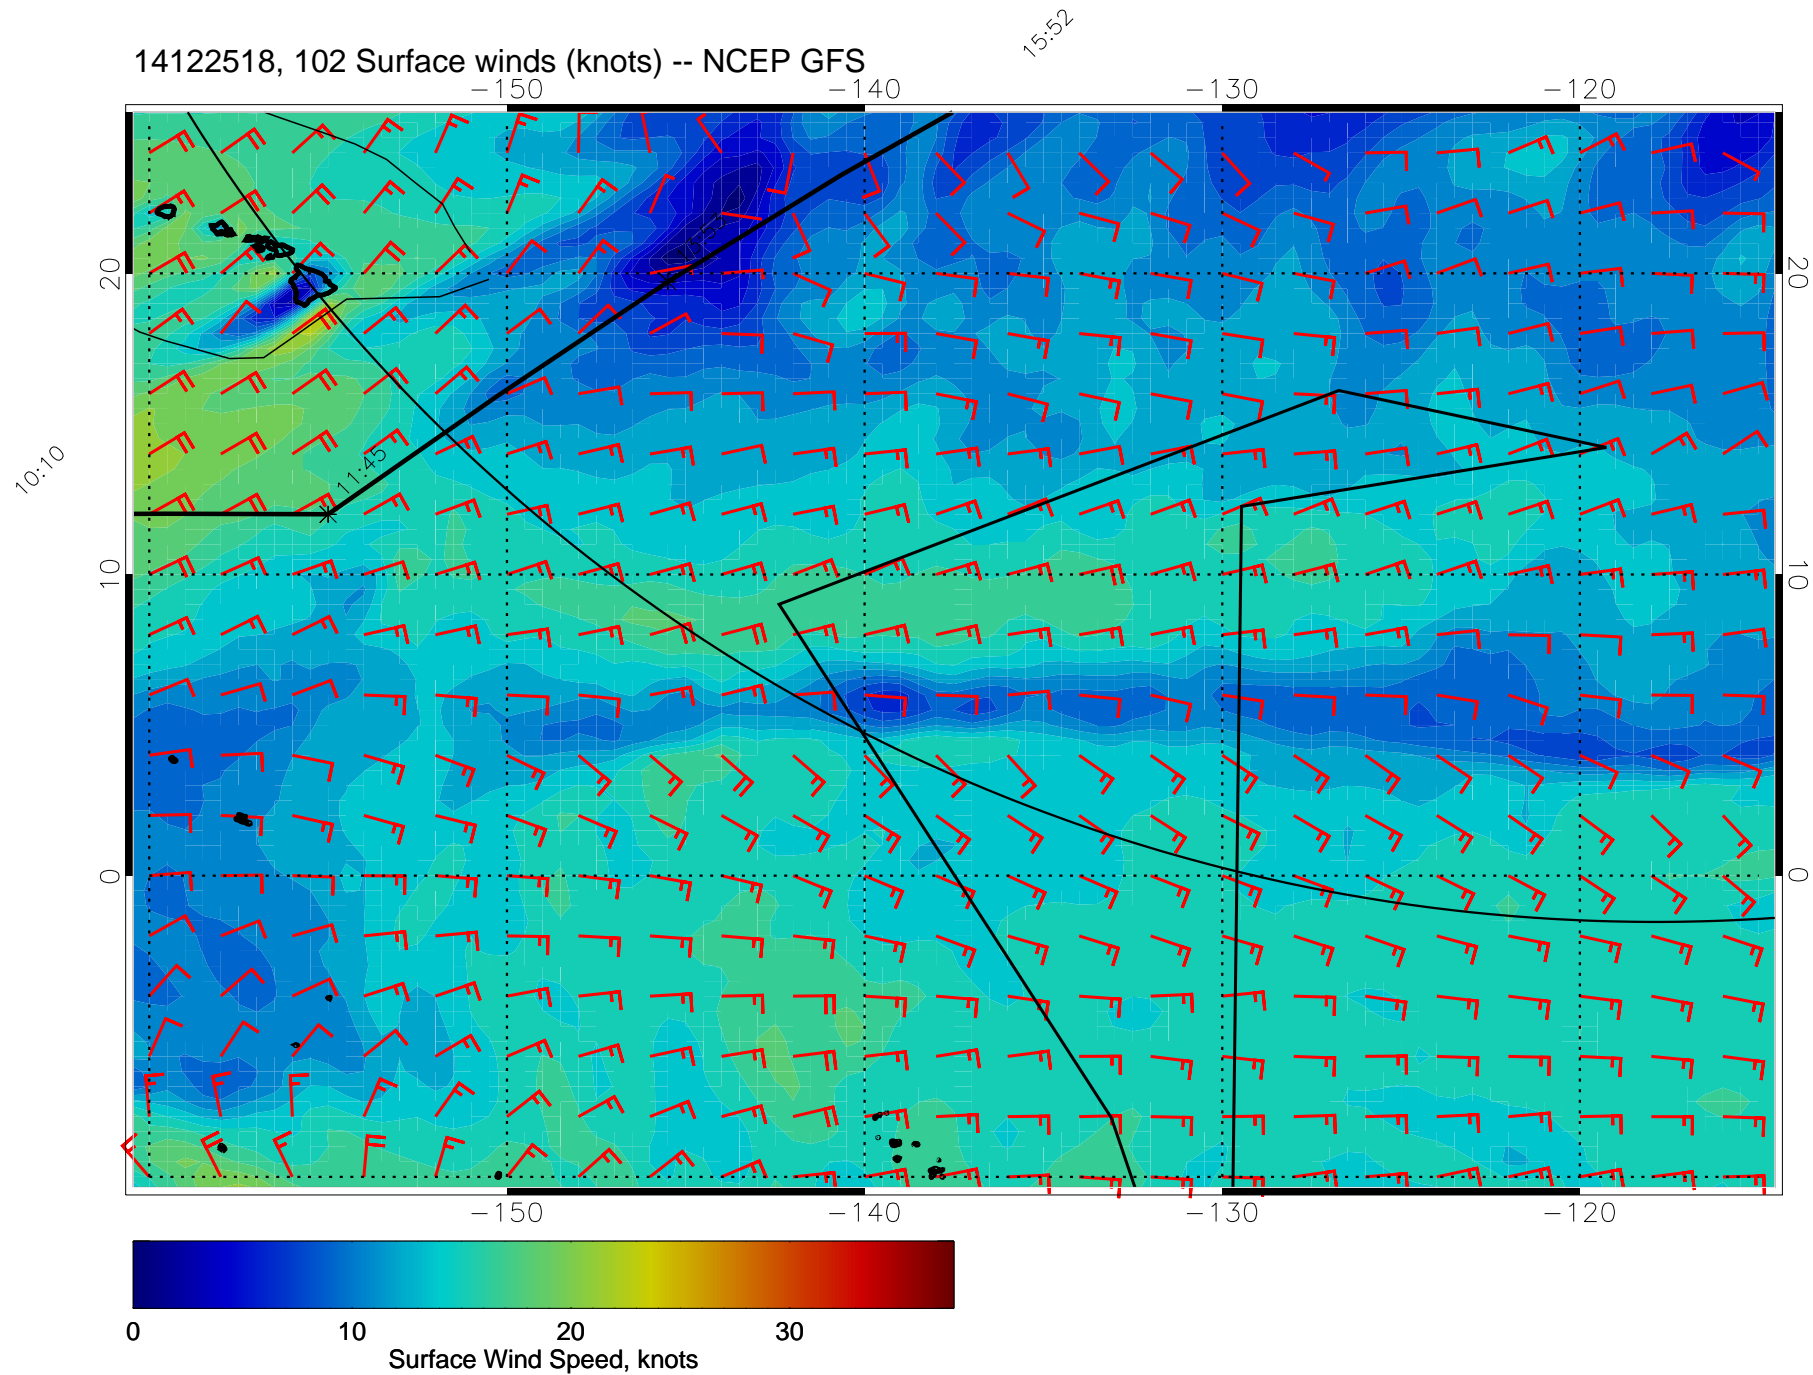 15:52
14122518, 102 Surface winds (knots) -- NCEP GFS
-150 -140 -130 -120
20 20
11:45
10:10
10 10
0 0
-150 -140 -130 -120
0 10 20 30
Surface Wind Speed, knots